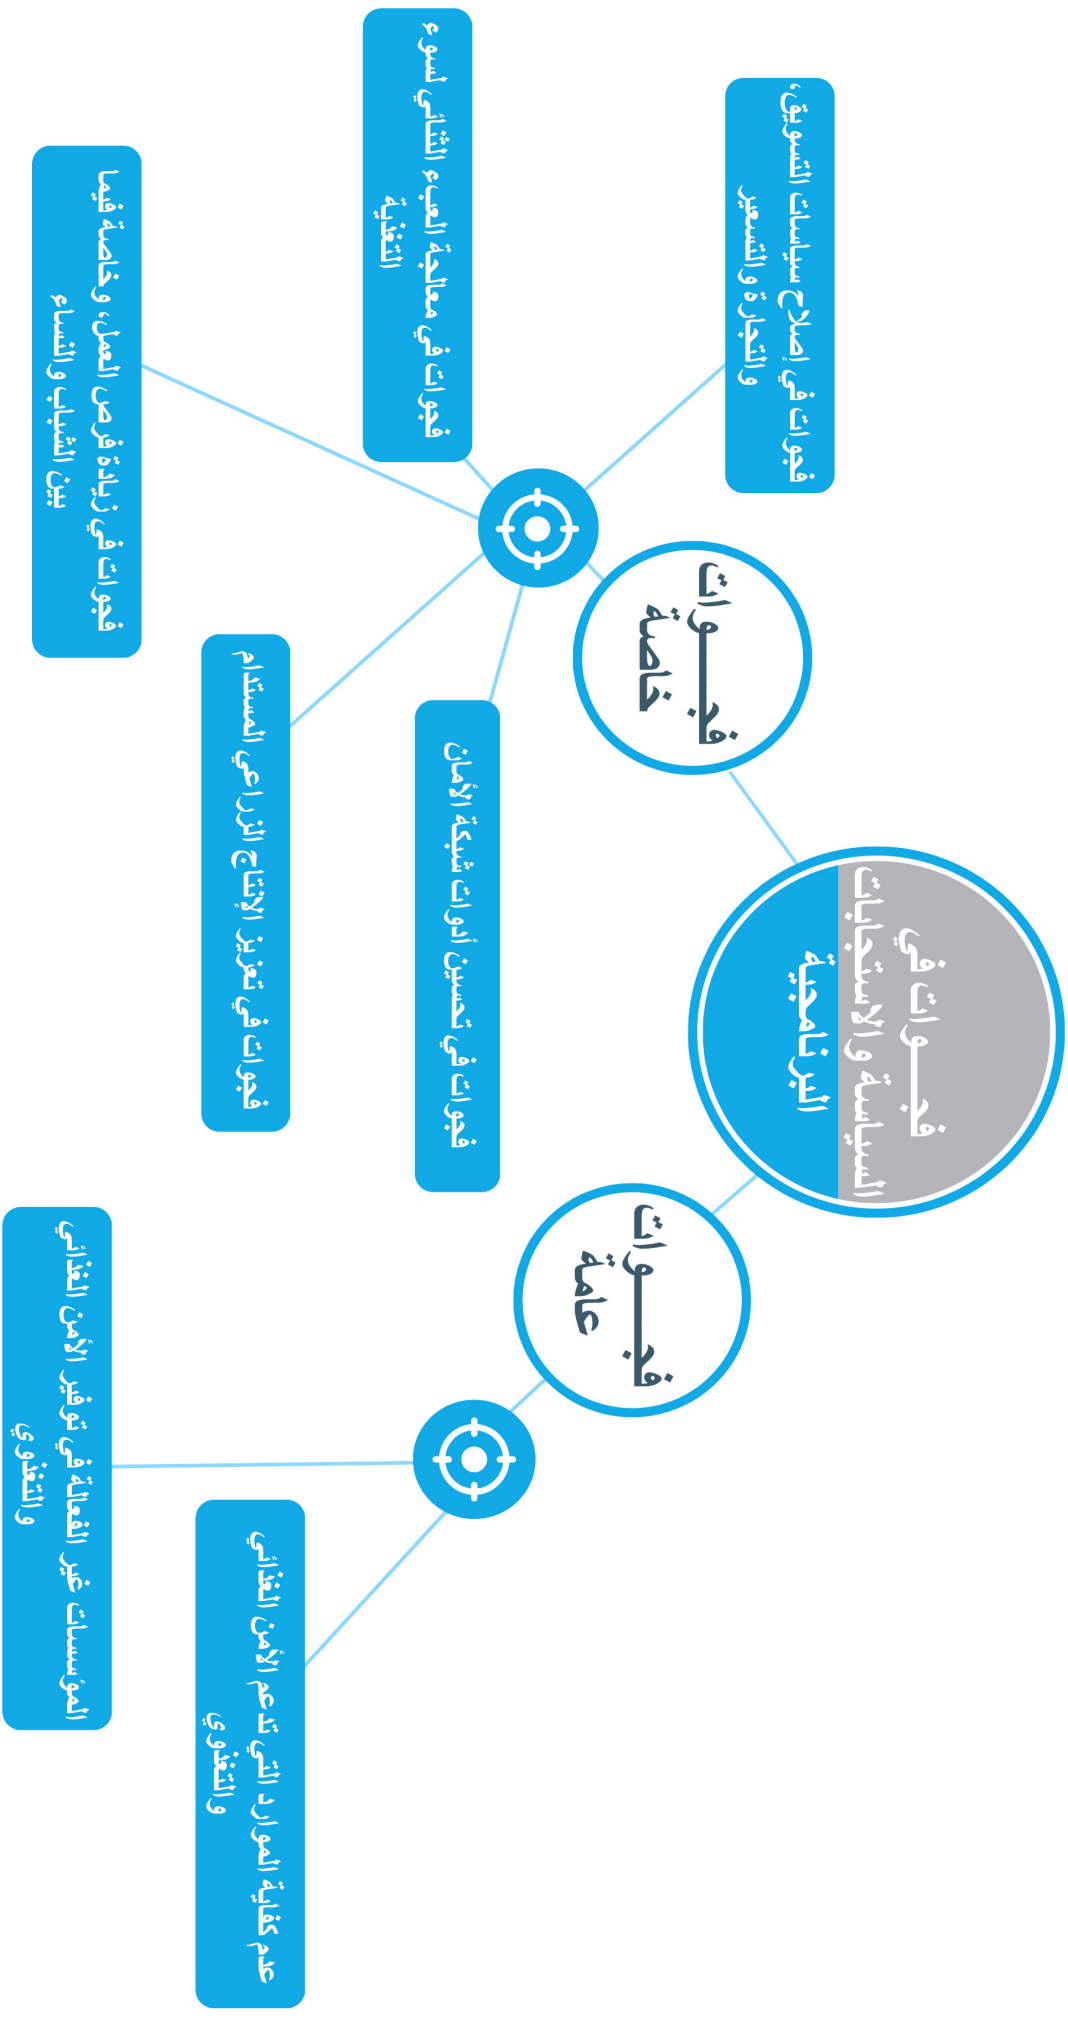 فجوات في
السياسة والاستجابات
البرنامجية
فجوات
خاصة
فجوات في إصلاح سياسات التسويق،
والتجارة والتسعير
فجوات في معالجة العبء الثنائي لسوء
التغذية
فجوات في زيادة فرص العمل، وخاصة فيما
بين الشباب والنساء
فجوات في تعزيز الإنتاج الزراعي المستدام
فجوات في تحسين أدوات شبكة الأمان
فجوات
عامة
المؤسسات غير الفعالة في توفير الأمن الغذائي
والتغذوي
عدم كفاية الموارد التي تدعم الأمن الغذائي
والتغذوي